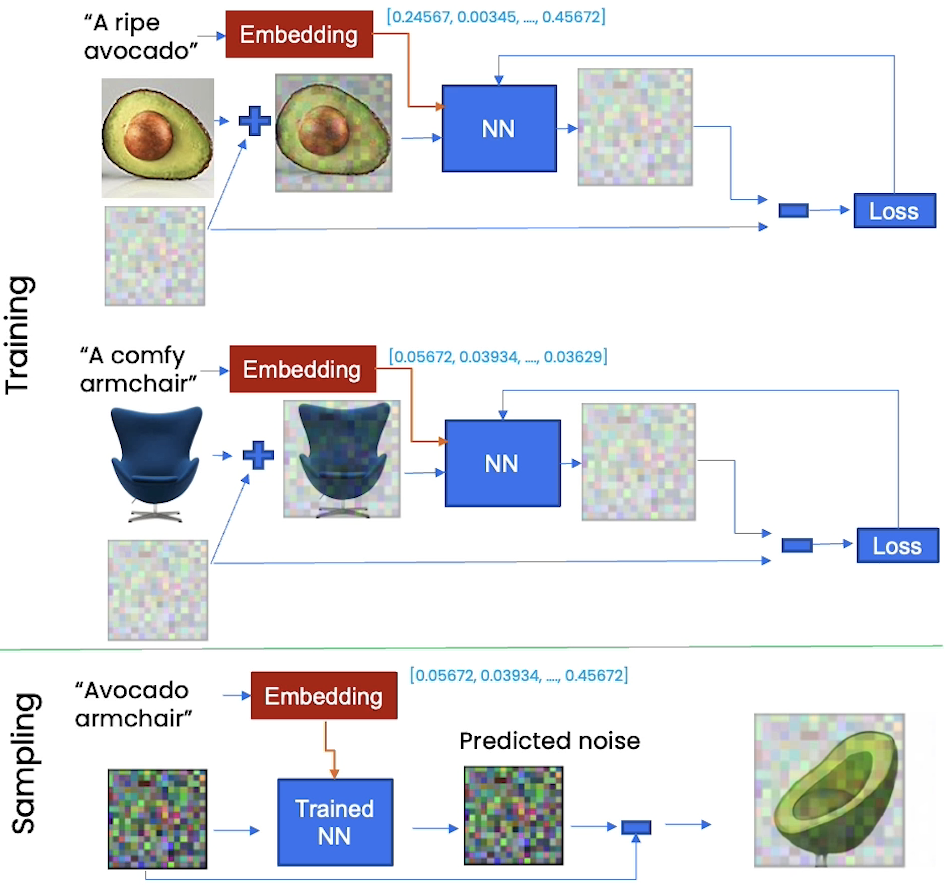 “A ripe
avocado”
Embedding
[0.24567, 0.00345, ...., 0.45672]
NN
Loss
Training
“A comfy
armchair”
Embedding
[0.05672, 0.03934, ...., 0.03629]
NN
Loss
Sampling
“Avocado
armchair”
Embedding
[0.05672, 0.03934, ...., 0.45672]
Predicted noise
Trained
NN